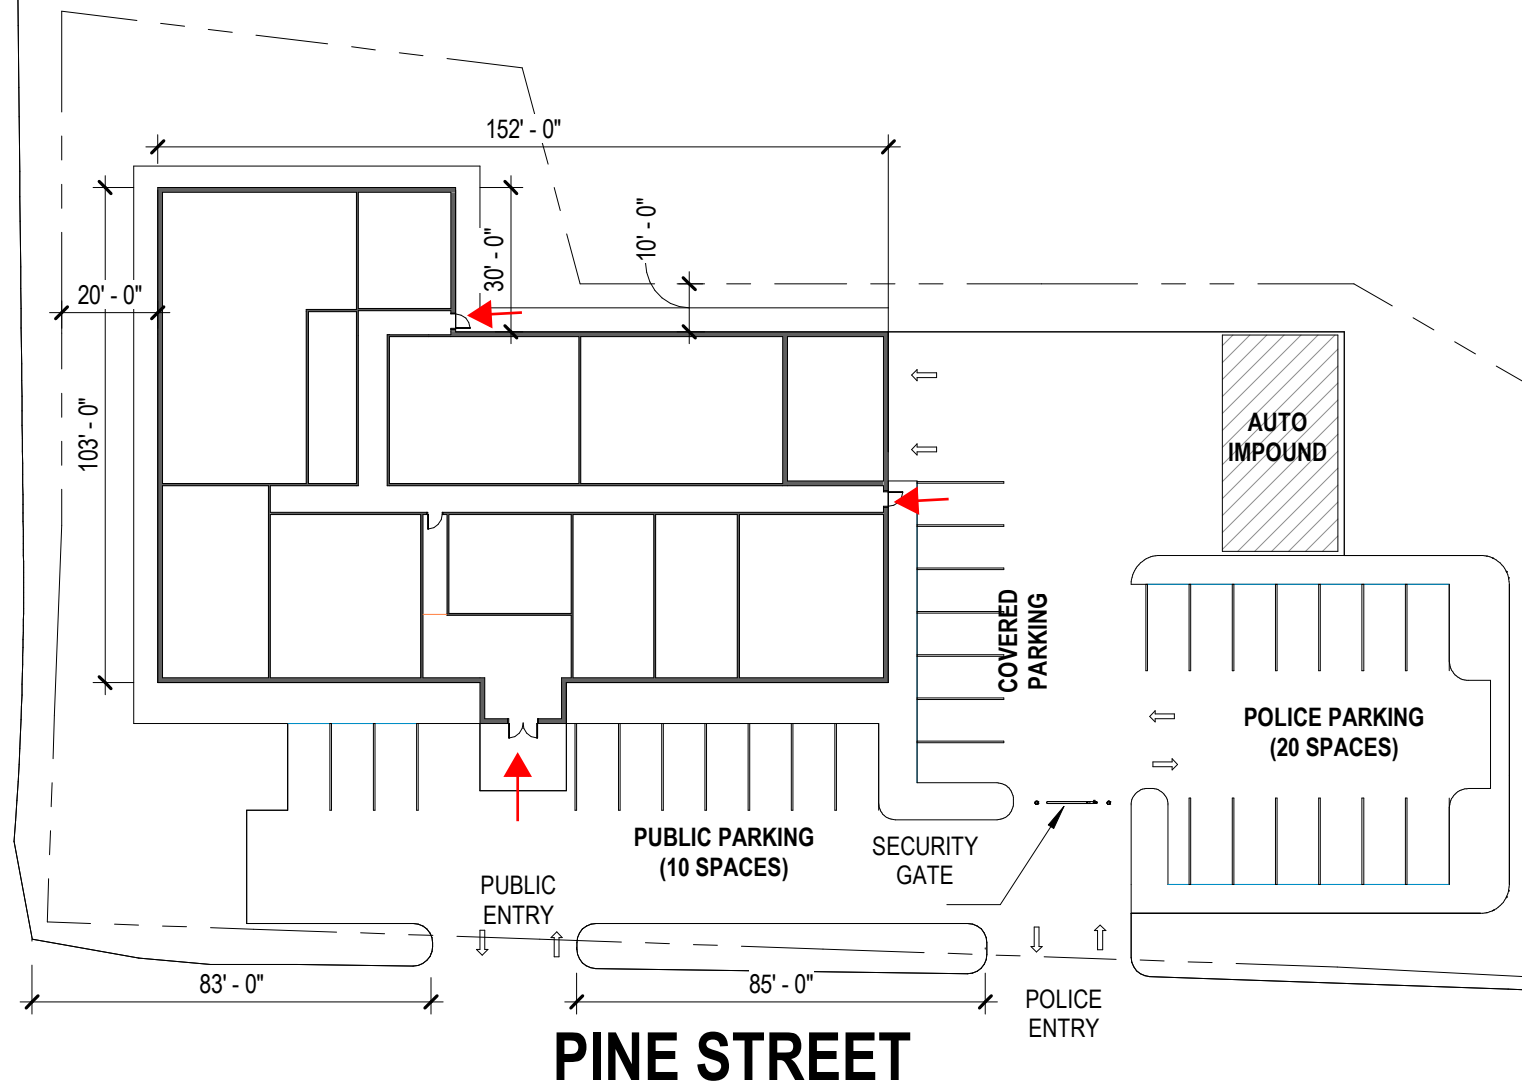 152' - 0"
10' - 0"
30' - 0"
20' - 0"
103' - 0"
AUTO
IMPOUND
COVERED
PARKING
POLICE PARKING
(20 SPACES)
PUBLIC PARKING
(10 SPACES)
SECURITY
GATE
PUBLIC
ENTRY
83' - 0"
85' - 0"
POLICE
ENTRY
PINE STREET